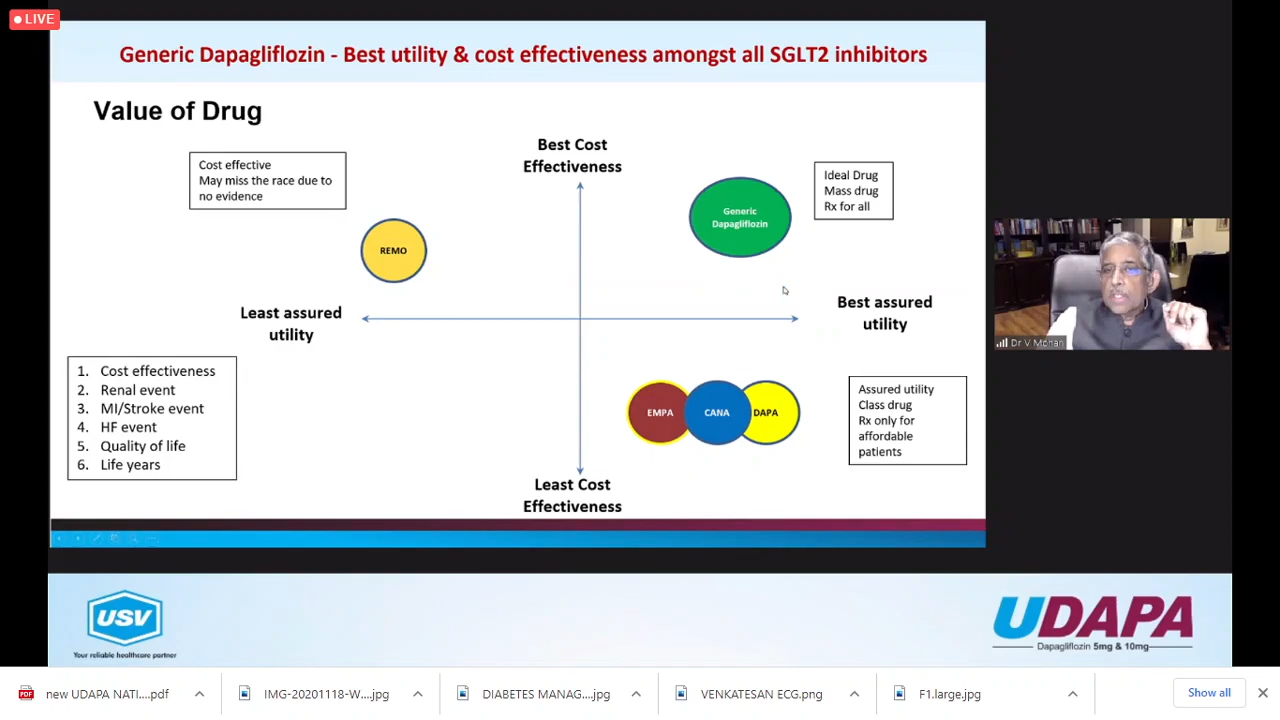 LIVE
Generic Dapagliflozin - Best utility & cost effectiveness amongst all SGLT2 inhibitors
Value of Drug
Best Cost
Effectiveness
Cost effective
May miss the race due to
no evidence
Ideal Drug
Mass drug
Rx for all
Generic
Dapagliflozin
REMO
Least assured
utility
Best assured
utility
Dr V Mohan
1. Cost effectiveness
2. Renal event
3. MI/Stroke event
4. HF event
5. Quality of life
6. Life years
EMPA
CANA
DAPA
Assured utility
Class drug
Rx only for
affordable
patients
Least Cost
Effectiveness
USV
Your reliable healthcare partner
UDAPA
Dapagliflozin 5mg & 10mg
PDF
new UDAPA NATI....pdf
IMG-20201118-W....jpg
DIABETES MANAG....jpg
VENKATESAN ECG.png
F1.large.jpg
Show all